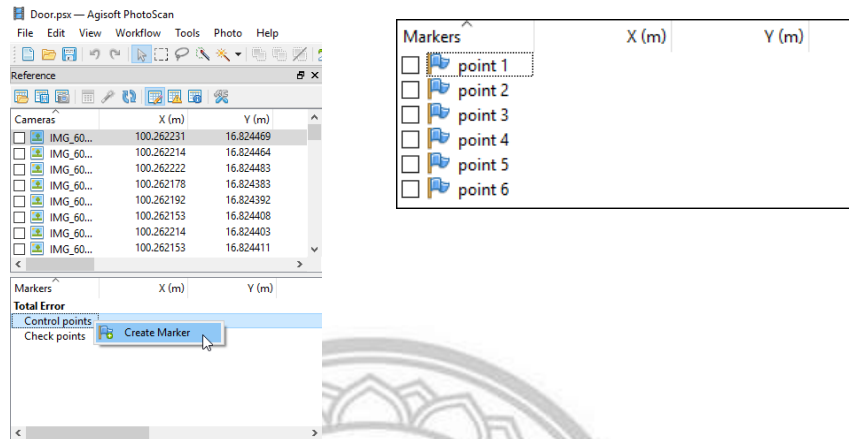 Door.psx — Agisoft PhotoScan
File Edit View Workflow Tools Photo Help
Reference
Cameras X (m) Y (m)
IMG_60... 100.262231 16.824469
IMG_60... 100.262214 16.824464
IMG_60... 100.262222 16.824483
IMG_60... 100.262178 16.824383
IMG_60... 100.262192 16.824392
IMG_60... 100.262153 16.824408
IMG_60... 100.262214 16.824403
IMG_60... 100.262153 16.824411
Markers X (m) Y (m)
Total Error
Control points
Create Marker
Check points
Markers X (m) Y (m)
point 1
point 2
point 3
point 4
point 5
point 6